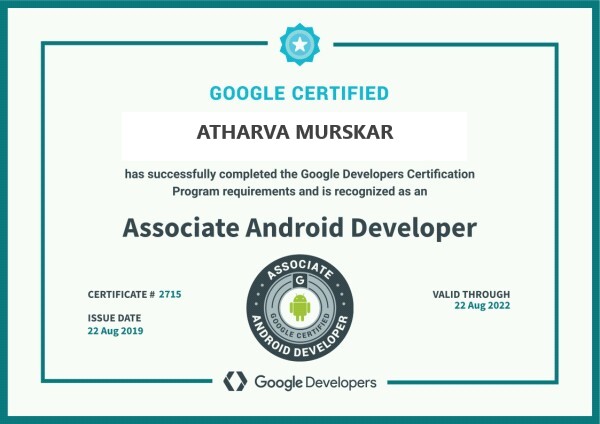 GOOGLE CERTIFIED
ATHARVA MURSKAR
has successfully completed the Google Developers Certification
Program requirements and is recognized as an
Associate Android Developer
CERTIFICATE # 2715
ISSUE DATE
22 Aug 2019
ASSOCIATE
G
GOOGLE CERTIFIED
ANDROID DEVELOPER
VALID THROUGH
22 Aug 2022
Google Developers